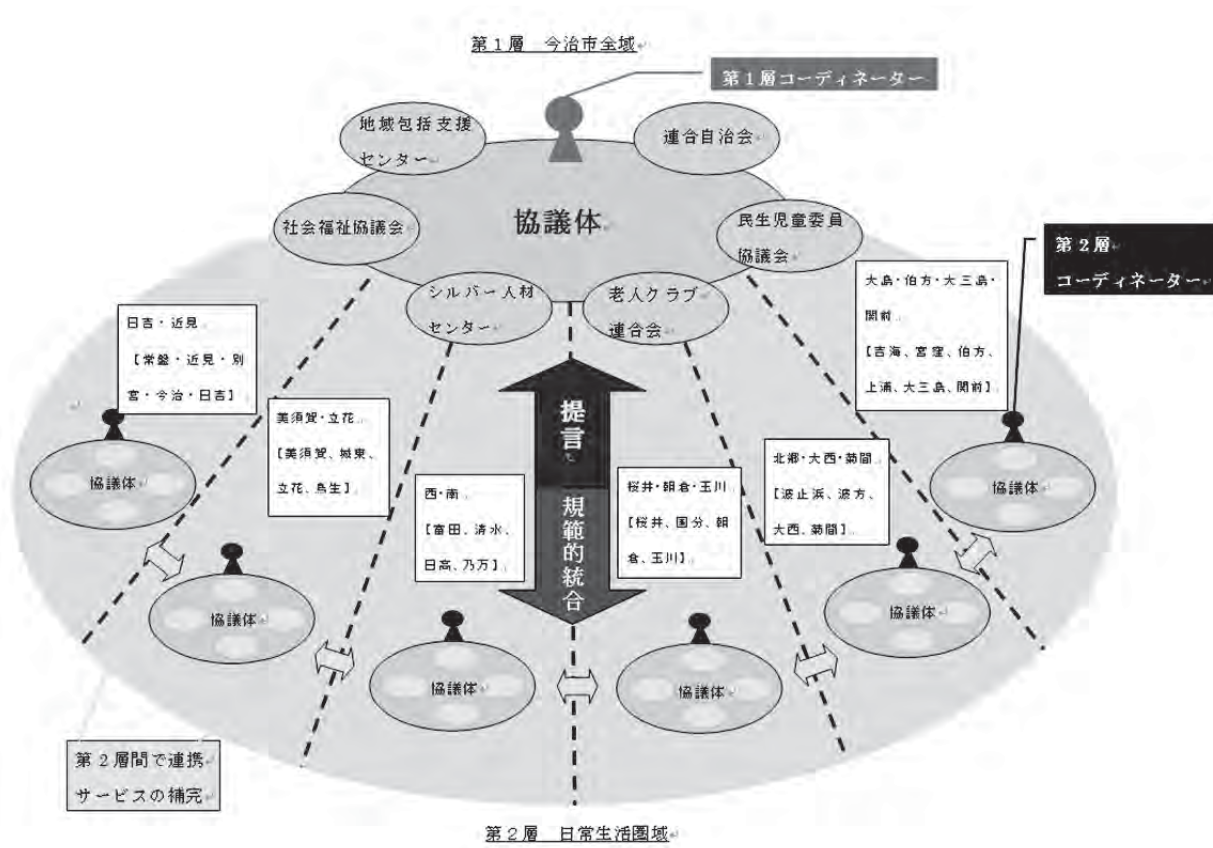 第1層　今治市全域
第1層コーディネーター
地域包括支援
センター
連合自治会
社会福祉協議会
協議体
民生児童委員
協議会
シルバー人材
センター
老人クラブ
連合会
第2層
コーディネーター
日吉・近見
【常盤・近見・別
宮・今治・日吉】
美須賀・立花
[美須賀、城東、
立花、鳥生]
西・南
【富田、清水、
日高、乃万】
提言
規範的統合
桜井・朝倉・玉川
【桜井、国分、朝
倉、玉川】
北郷・大西・菊間
【波止浜、波方、
大西、菊間】
大島・伯方・大三島・
関前
【吉海、宮窪、伯方、
上浦、大三島、関前】
協議体
協議体
協議体
協議体
協議体
協議体
第2層間で連携
サービスの補完
第2層　日常生活圏域